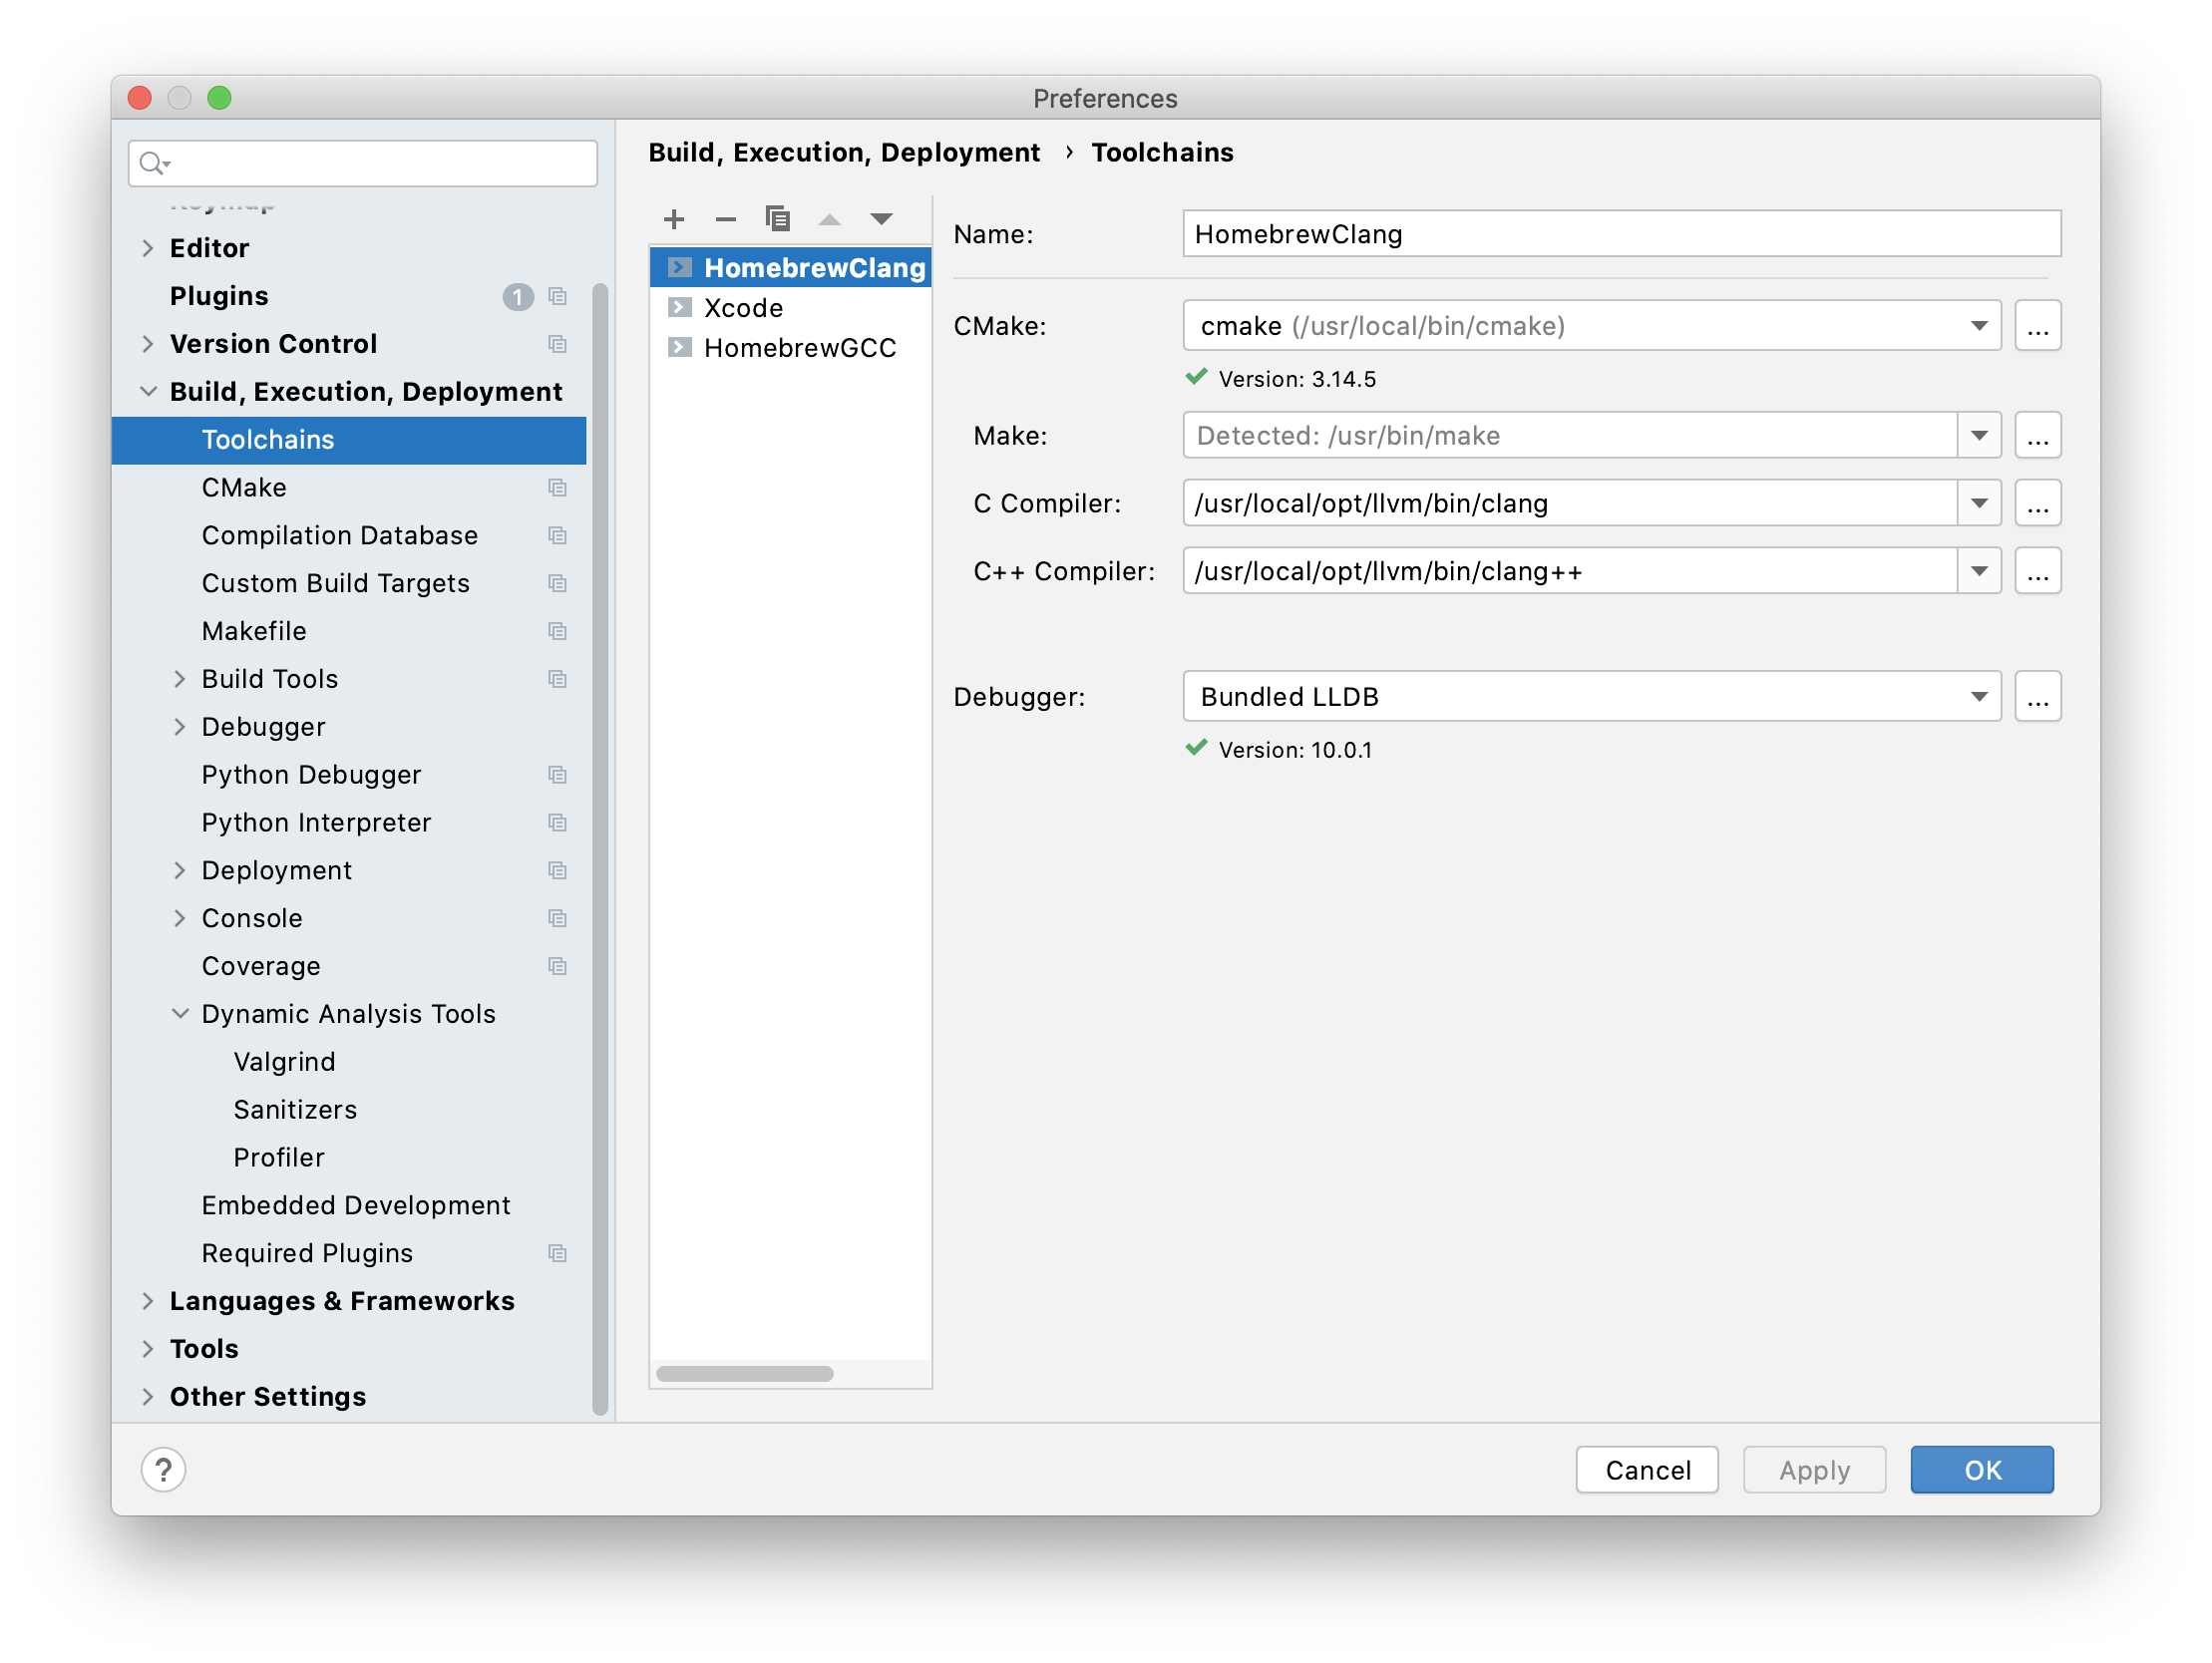 Preferences
Keymap
Editor
Plugins 1
Version Control
Build, Execution, Deployment
Toolchains
CMake
Compilation Database
Custom Build Targets
Makefile
Build Tools
Debugger
Python Debugger
Python Interpreter
Deployment
Console
Coverage
Dynamic Analysis Tools
Valgrind
Sanitizers
Profiler
Embedded Development
Required Plugins
Languages & Frameworks
Tools
Other Settings
Build, Execution, Deployment › Toolchains
HomebrewClang
Xcode
HomebrewGCC
Name: HomebrewClang
CMake: cmake (/usr/local/bin/cmake) ...
Version: 3.14.5
Make: Detected: /usr/bin/make ...
C Compiler: /usr/local/opt/llvm/bin/clang ...
C++ Compiler: /usr/local/opt/llvm/bin/clang++ ...
Debugger: Bundled LLDB ...
Version: 10.0.1
? Cancel Apply OK